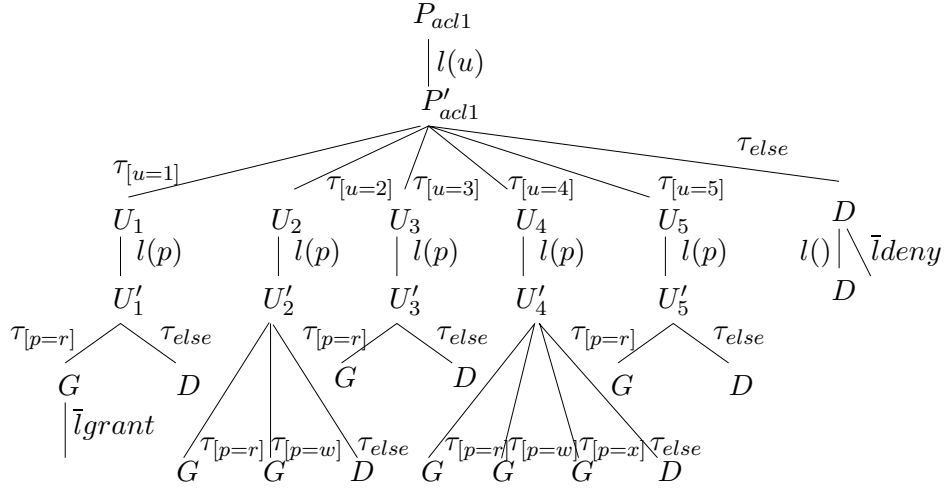 P_{acl1}
l(u)
P'_{acl1}
τ_{[u=1]} τ_{[u=2]} τ_{[u=3]} τ_{[u=4]} τ_{[u=5]} τ_{else}
U_1 U_2 U_3 U_4 U_5 D
l(p) l(p) l(p) l(p) l(p) l() l̄deny
U'_1 U'_2 U'_3 U'_4 U'_5 D
τ_{[p=r]} τ_{else} τ_{[p=r]} τ_{else} τ_{[p=r]} τ_{else}
G D G D G D
l̄grant
τ_{[p=r]} τ_{[p=w]} τ_{else} τ_{[p=r]} τ_{[p=w]} τ_{[p=x]} τ_{else}
G G D G G G D